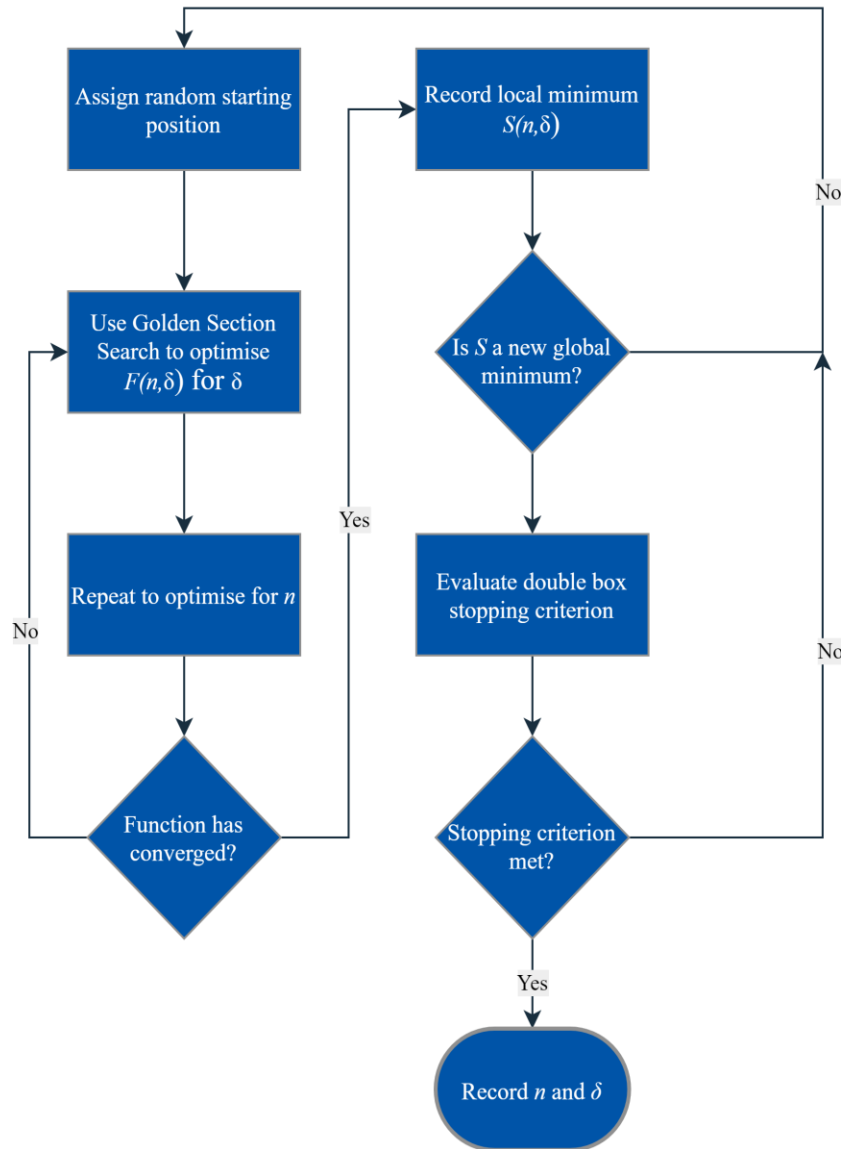 Assign random starting
position
Use Golden Section
Search to optimise
F(n,δ) for δ
Repeat to optimise for n
No
Function has
converged?
Yes
Record local minimum
S(n,δ)
Is S a new global
minimum?
No
Evaluate double box
stopping criterion
Stopping criterion
met?
No
Yes
Record n and δ